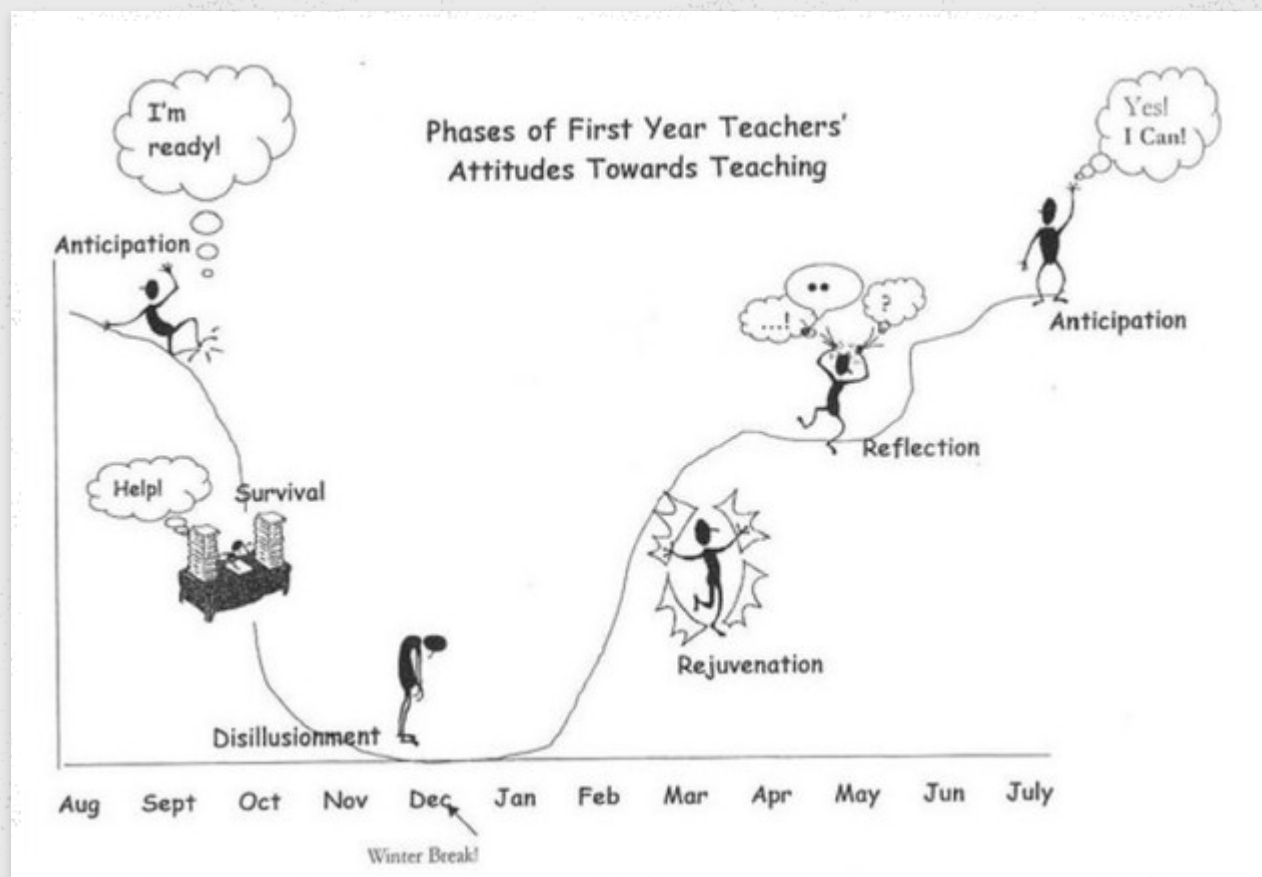 I'm
ready!
Phases of First Year Teachers'
Attitudes Towards Teaching
Yes!
I Can!
Anticipation
...!
••
?
Anticipation
Reflection
Help!
Survival
Rejuvenation
Disillusionment
Aug Sept Oct Nov Dec Jan Feb Mar Apr May Jun July
Winter Break!